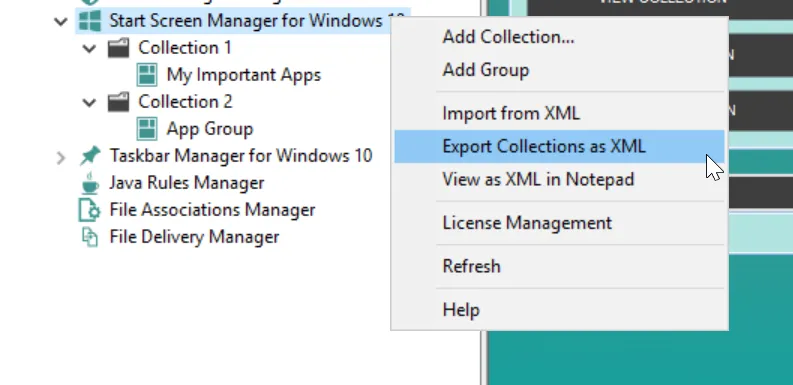 Start Screen Manager for Windows
Collection 1
My Important Apps
Collection 2
App Group
Taskbar Manager for Windows 10
Java Rules Manager
File Associations Manager
File Delivery Manager
Add Collection...
Add Group
Import from XML
Export Collections as XML
View as XML in Notepad
License Management
Refresh
Help
VIEW COLLECTION